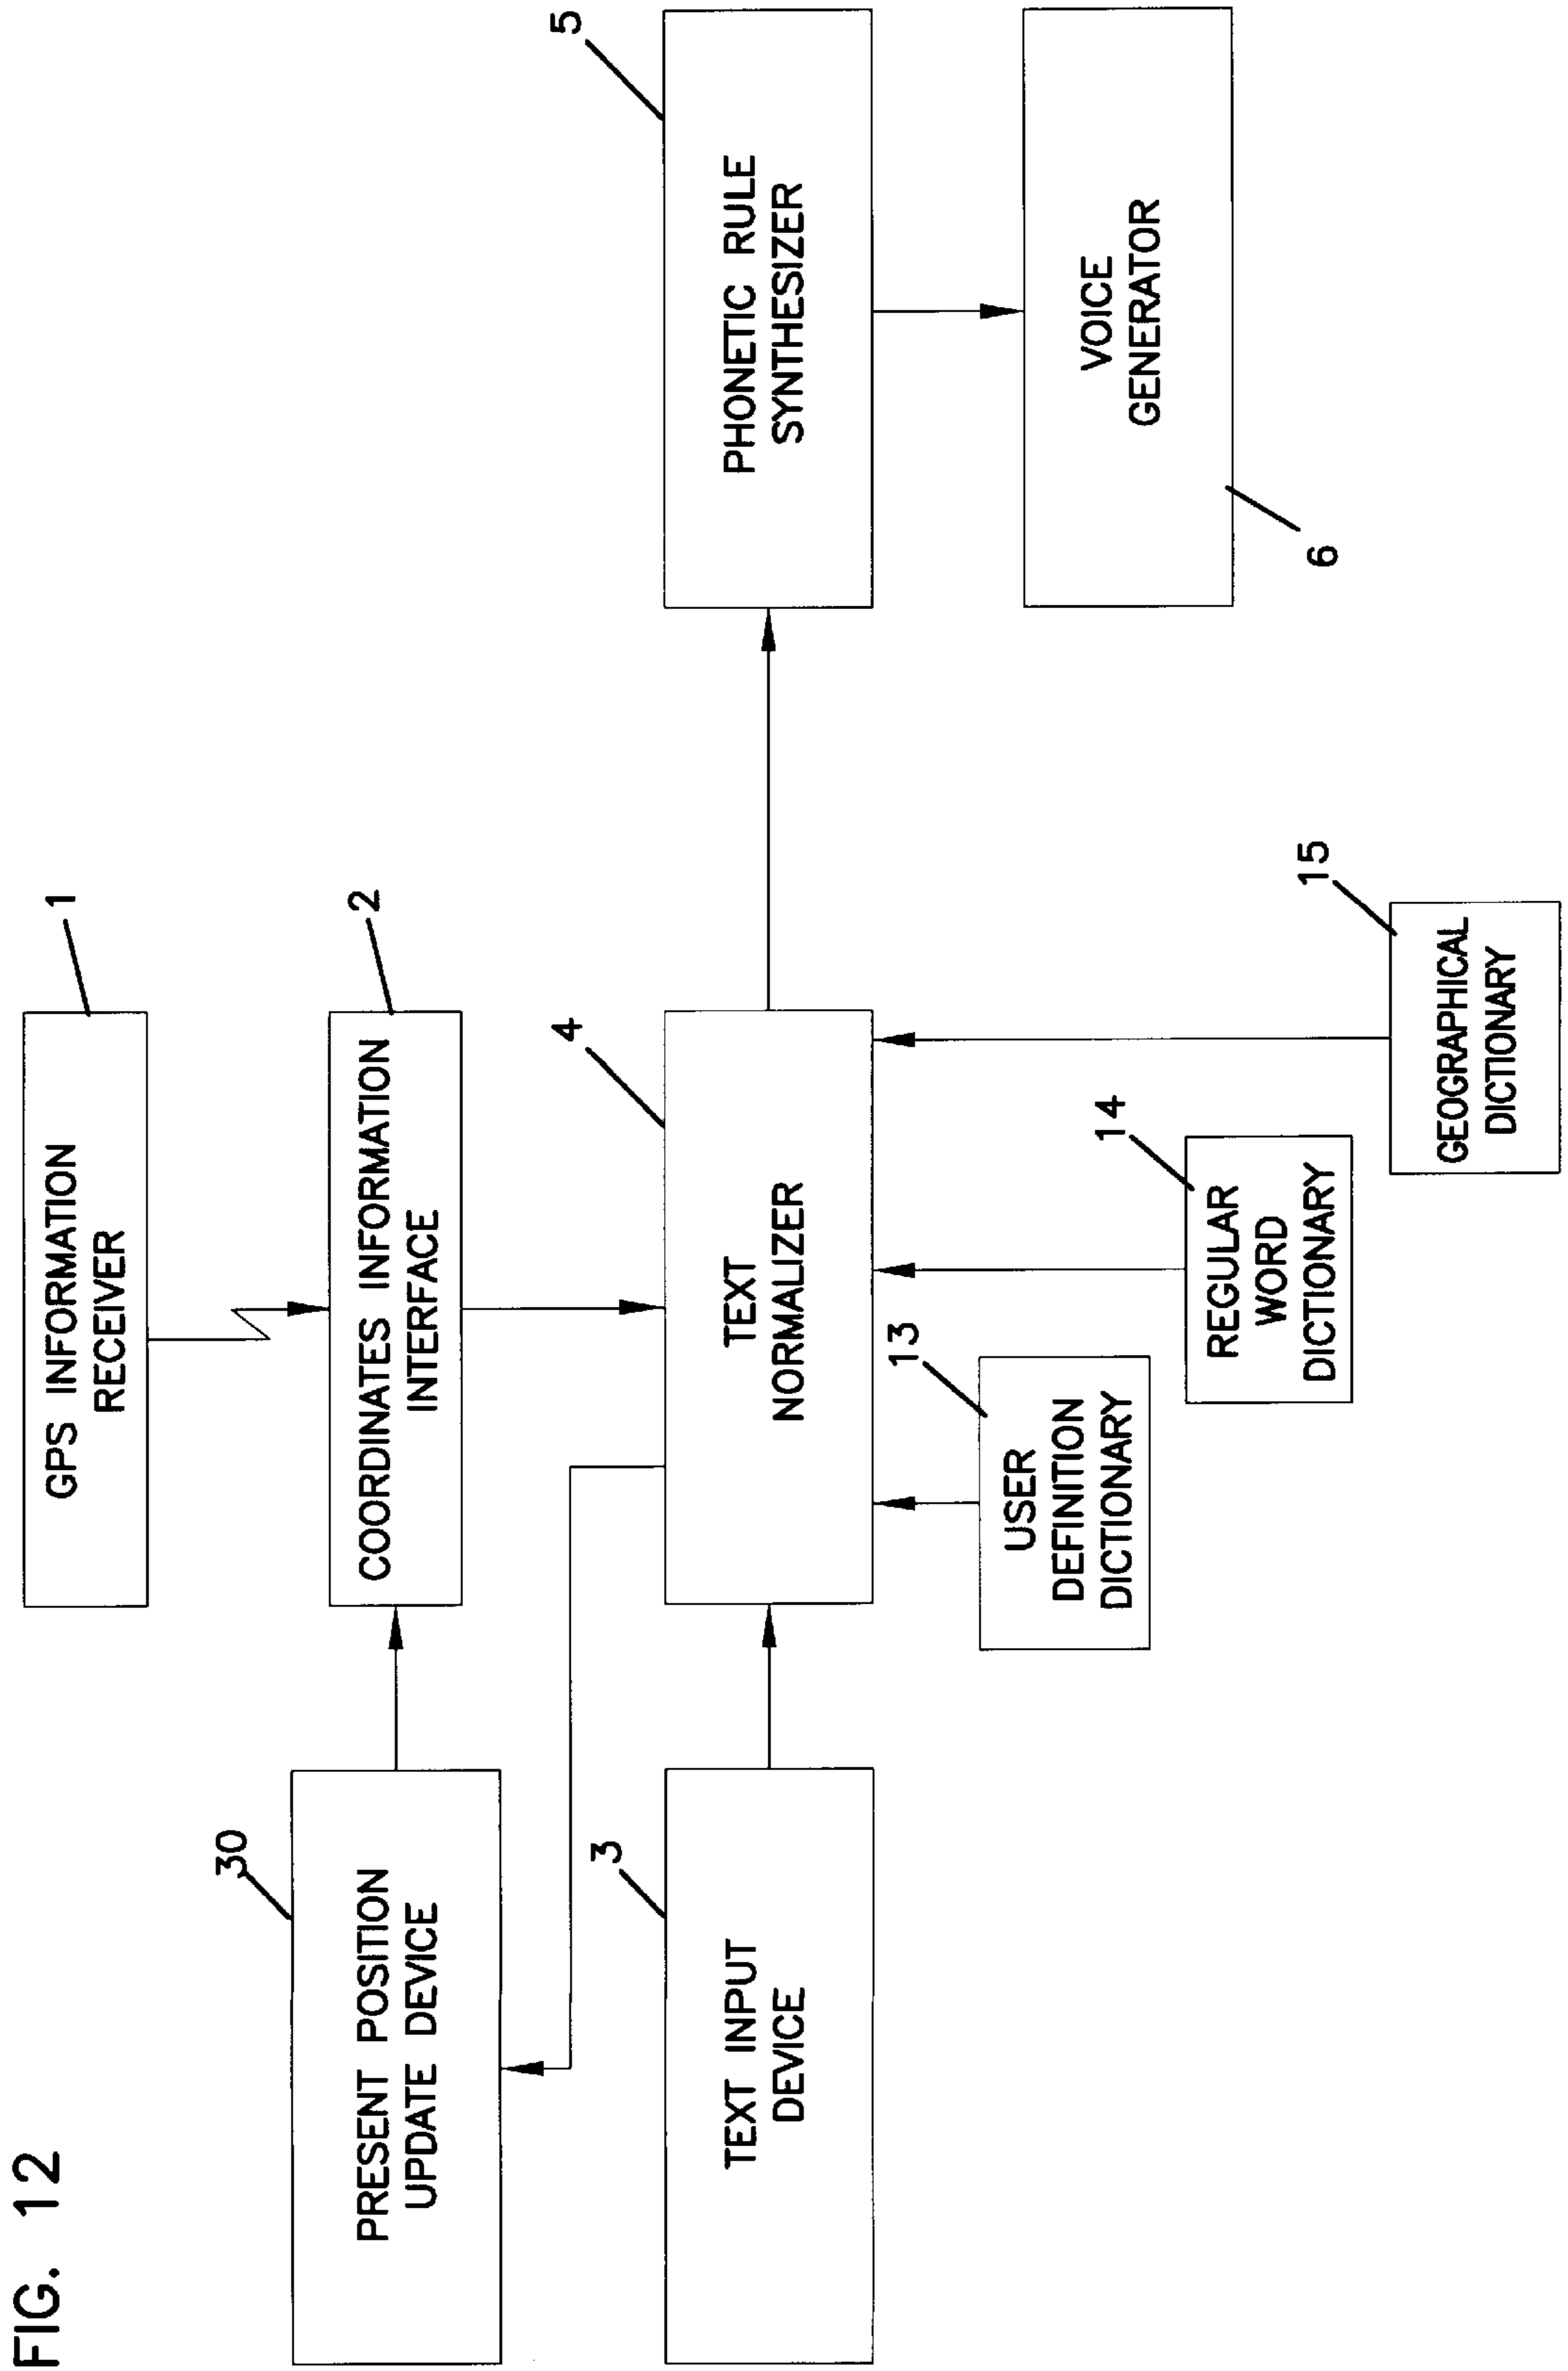 FIG. 12
1
GPS INFORMATION
RECEIVER
30
PRESENT POSITION
UPDATE DEVICE
2
COORDINATES INFORMATION
INTERFACE
3
TEXT INPUT
DEVICE
4
TEXT
NORMALIZER
5
PHONETIC RULE
SYNTHESIZER
13
USER
DEFINITION
DICTIONARY
14
REGULAR
WORD
DICTIONARY
15
GEOGRAPHICAL
DICTIONARY
VOICE
GENERATOR
6